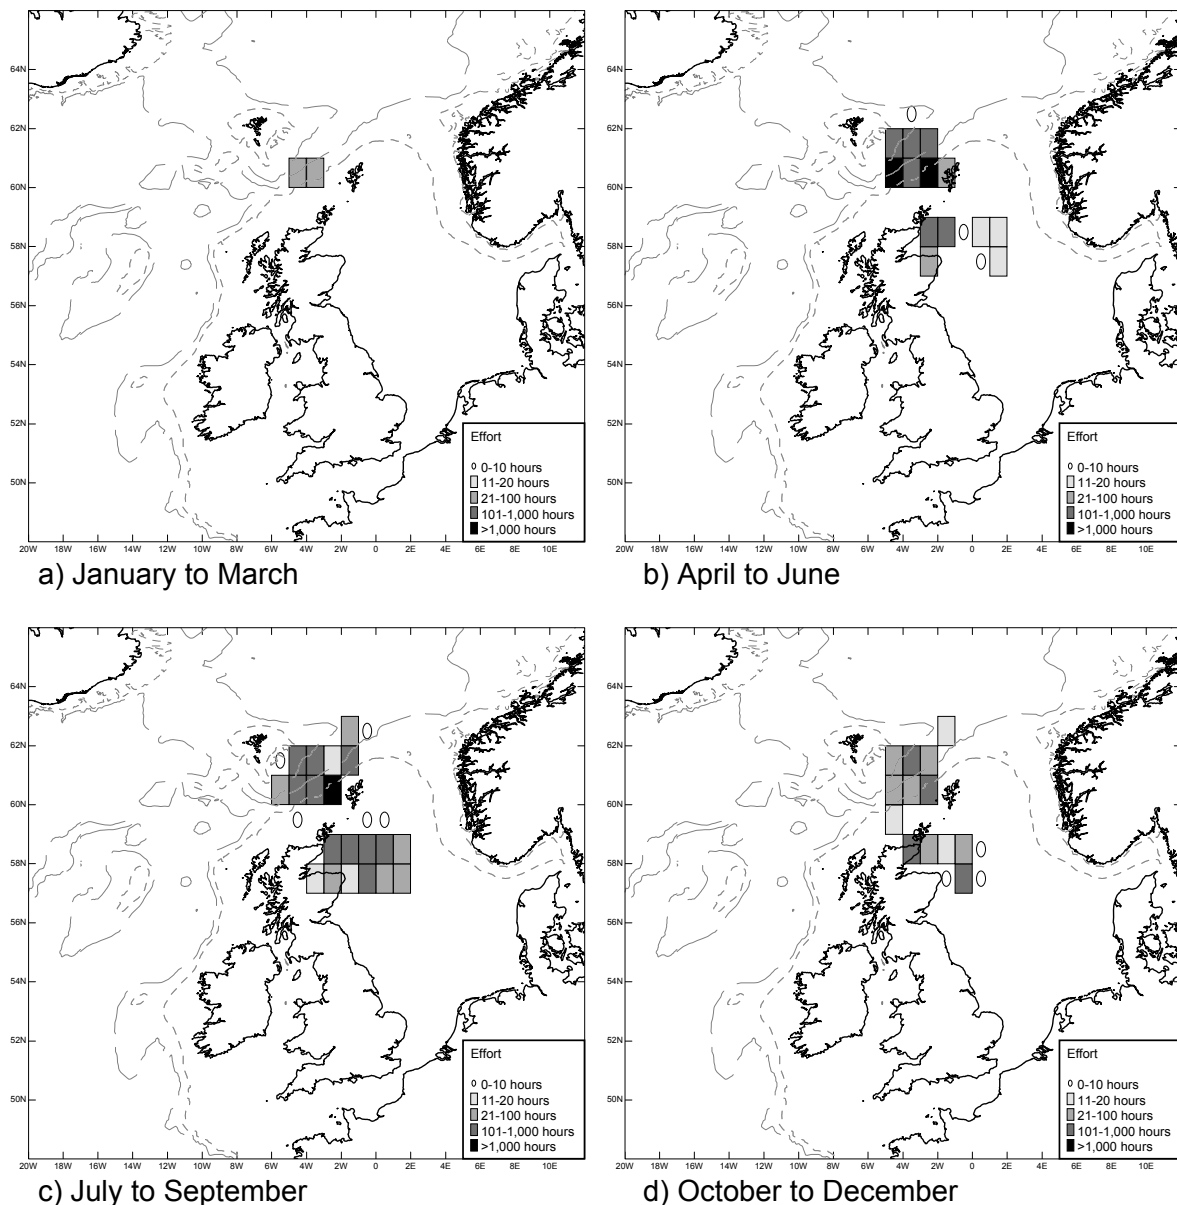 64N
62N
60N
58N
56N
54N
52N
50N
20W 18W 16W 14W 12W 10W 8W 6W 4W 2W 0 2E 4E 6E 8E 10E
Effort
0-10 hours
11-20 hours
21-100 hours
101-1,000 hours
>1,000 hours
a) January to March
64N
62N
60N
58N
56N
54N
52N
50N
20W 18W 16W 14W 12W 10W 8W 6W 4W 2W 0 2E 4E 6E 8E 10E
Effort
0-10 hours
11-20 hours
21-100 hours
101-1,000 hours
>1,000 hours
b) April to June
64N
62N
60N
58N
56N
54N
52N
50N
20W 18W 16W 14W 12W 10W 8W 6W 4W 2W 0 2E 4E 6E 8E 10E
Effort
0-10 hours
11-20 hours
21-100 hours
101-1,000 hours
>1,000 hours
c) July to September
64N
62N
60N
58N
56N
54N
52N
50N
20W 18W 16W 14W 12W 10W 8W 6W 4W 2W 0 2E 4E 6E 8E 10E
Effort
0-10 hours
11-20 hours
21-100 hours
101-1,000 hours
>1,000 hours
d) October to December